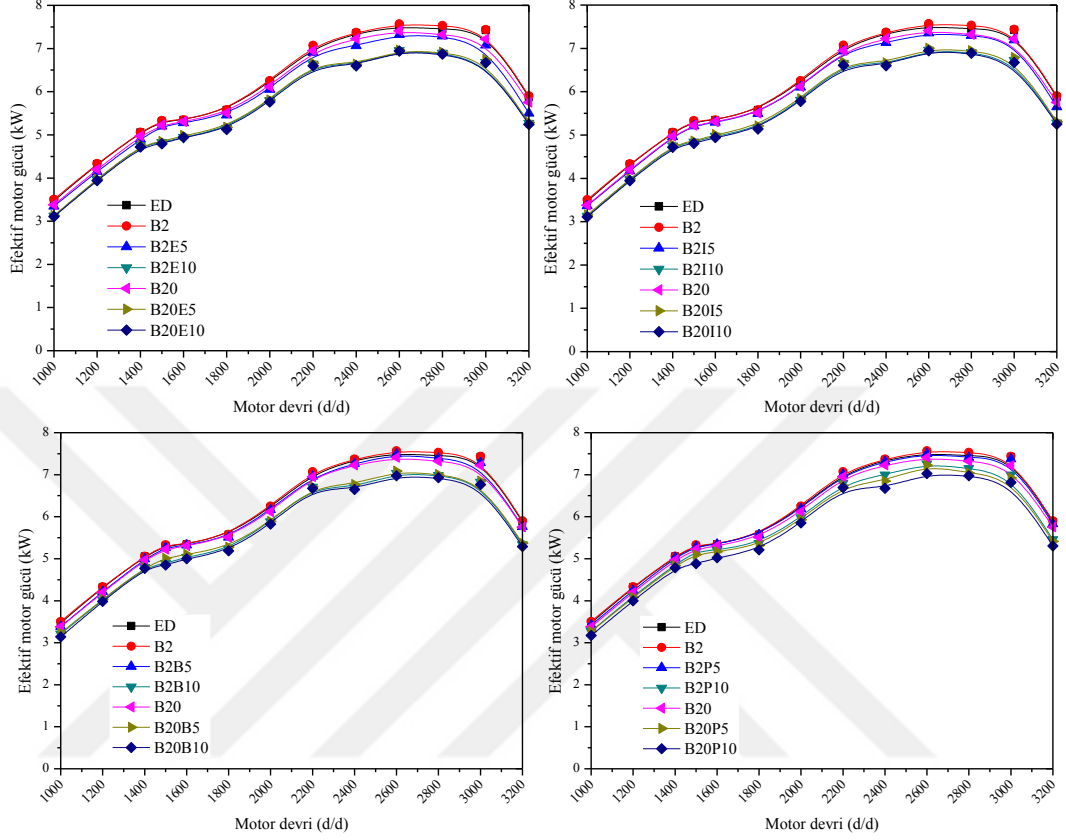 8
7
6
5
4
3
2
1
0
Efektif motor gücü (kW)
ED
B2
B2E5
B2E10
B20
B20E5
B20E10
1000 1200 1400 1600 1800 2000 2200 2400 2600 2800 3000 3200
Motor devri (d/d)
8
7
6
5
4
3
2
1
0
Efektif motor gücü (kW)
ED
B2
B2I5
B2I10
B20
B20I5
B20I10
1000 1200 1400 1600 1800 2000 2200 2400 2600 2800 3000 3200
Motor devri (d/d)
8
7
6
5
4
3
2
1
0
Efektif motor gücü (kW)
ED
B2
B2B5
B2B10
B20
B20B5
B20B10
1000 1200 1400 1600 1800 2000 2200 2400 2600 2800 3000 3200
Motor devri (d/d)
8
7
6
5
4
3
2
1
0
Efektif motor gücü (kW)
ED
B2
B2P5
B2P10
B20
B20P5
B20P10
1000 1200 1400 1600 1800 2000 2200 2400 2600 2800 3000 3200
Motor devri (d/d)